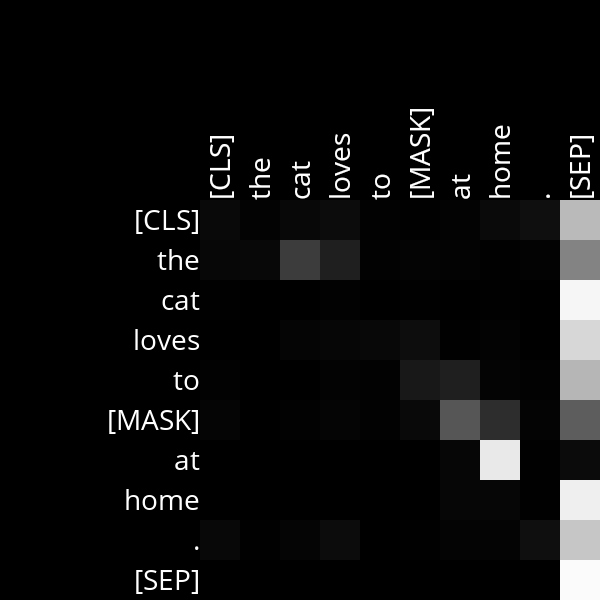 [CLS]
the
cat
loves
to
[MASK]
at
home
.
[SEP]
[CLS]
the
cat
loves
to
[MASK]
at
home
.
[SEP]